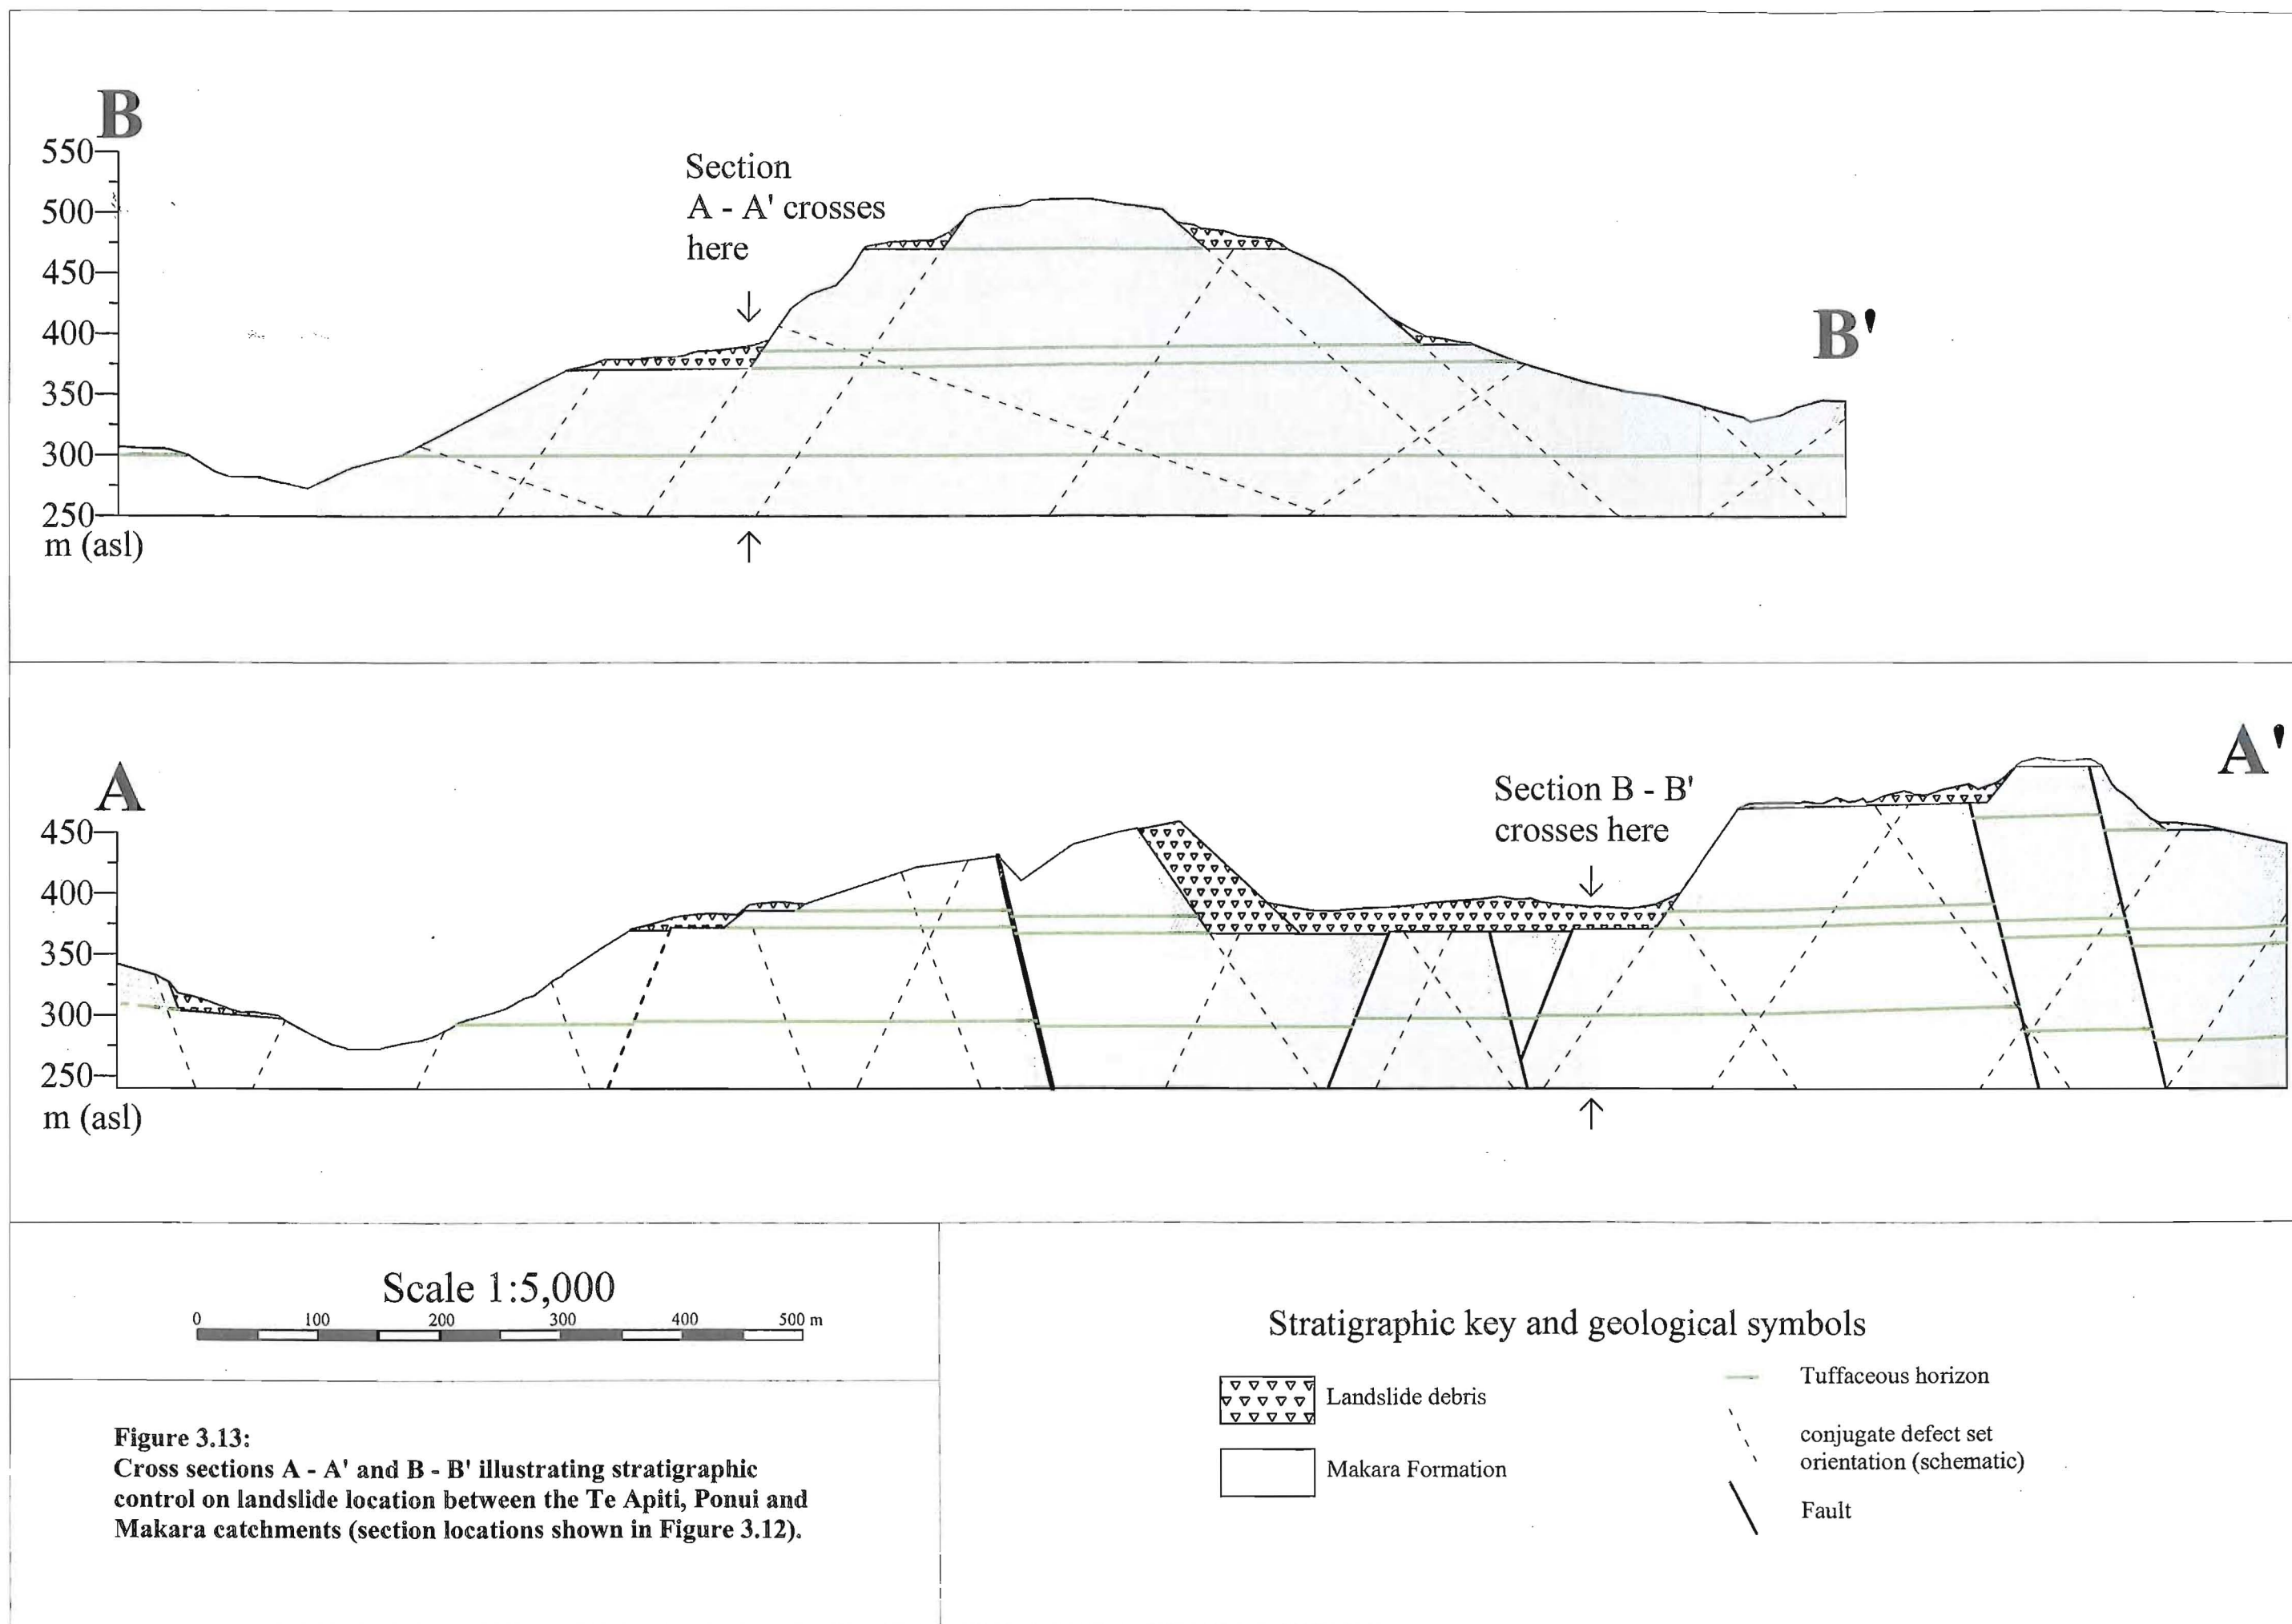 B
550
Section
A - A' crosses
here
500
450
400
B'
350
300
250
m (asl)
A
A'
Section B - B'
crosses here
450
400
350
300
250
m (asl)
Scale 1:5,000
0 100 200 300 400 500 m
Figure 3.13:
Cross sections A - A' and B - B' illustrating stratigraphic
control on landslide location between the Te Apiti, Ponui and
Makara catchments (section locations shown in Figure 3.12).
Stratigraphic key and geological symbols
Landslide debris
Makara Formation
Tuffaceous horizon
conjugate defect set
orientation (schematic)
Fault